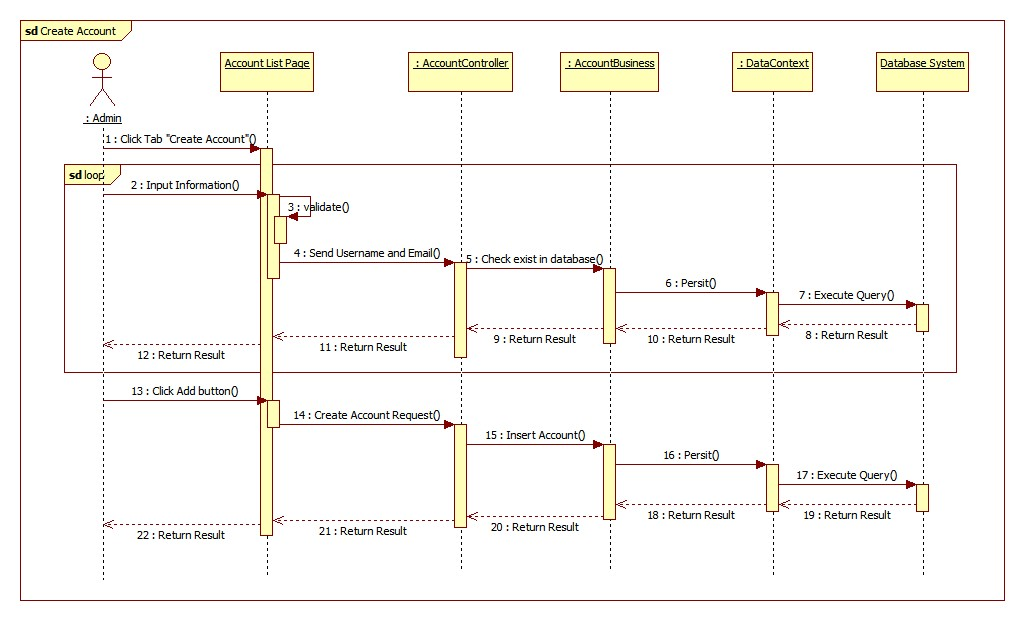 sd Create Account
: Admin
Account List Page
: AccountController
: AccountBusiness
: DataContext
Database System
1 : Click Tab "Create Account"()
sd loop
2 : Input Information()
3 : validate()
4 : Send Username and Email()
5 : Check exist in database()
6 : Persit()
7 : Execute Query()
8 : Return Result
9 : Return Result
10 : Return Result
11 : Return Result
12 : Return Result
13 : Click Add button()
14 : Create Account Request()
15 : Insert Account()
16 : Persit()
17 : Execute Query()
18 : Return Result
19 : Return Result
20 : Return Result
21 : Return Result
22 : Return Result